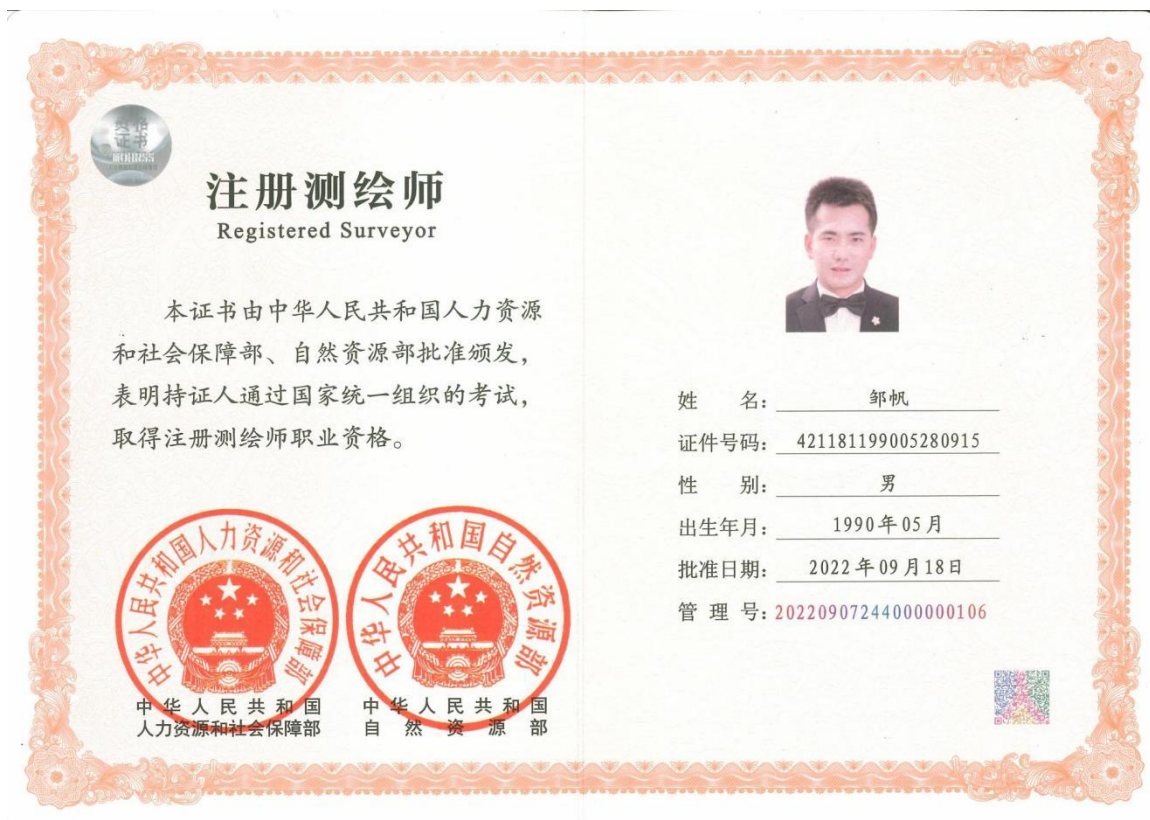 资格
证书
MOHRSS
注册测绘师
Registered Surveyor
本证书由中华人民共和国人力资源
和社会保障部、自然资源部批准颁发，
表明持证人通过国家统一组织的考试，
取得注册测绘师职业资格。
中华人民共和国人力资源和社会保障部
中华人民共和国
人力资源和社会保障部
中华人民共和国自然资源部
中华人民共和国
自然资源部
姓名：邹帆
证件号码：421181199005280915
性别：男
出生年月：1990年05月
批准日期：2022年09月18日
管理号：20220907244000000106